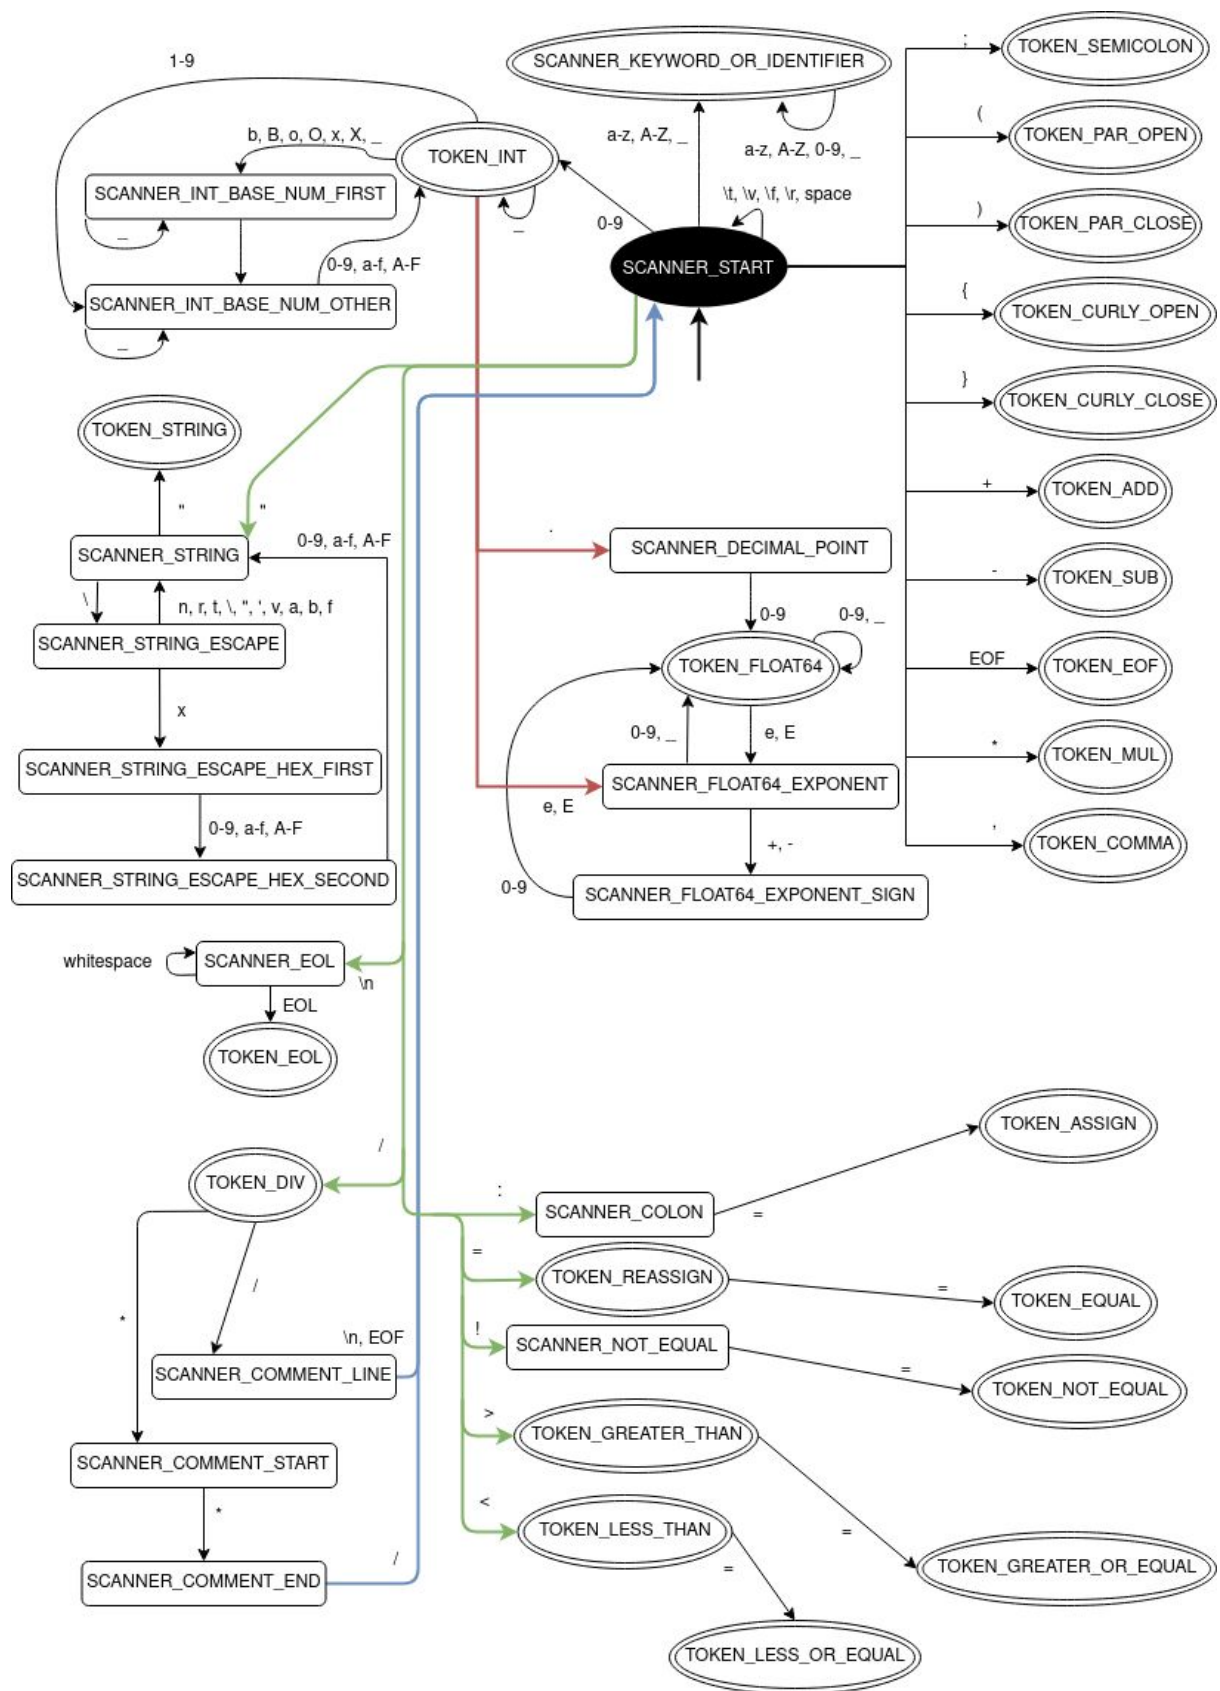 ;
TOKEN_SEMICOLON
1-9
SCANNER_KEYWORD_OR_IDENTIFIER
(
TOKEN_PAR_OPEN
b, B, o, O, x, X, _
TOKEN_INT
a-z, A-Z, _
a-z, A-Z, 0-9, _
SCANNER_INT_BASE_NUM_FIRST
\t, \v, \f, \r, space
_
_
0-9
)
TOKEN_PAR_CLOSE
0-9, a-f, A-F
SCANNER_START
SCANNER_INT_BASE_NUM_OTHER
_
{
TOKEN_CURLY_OPEN
}
TOKEN_CURLY_CLOSE
TOKEN_STRING
+
TOKEN_ADD
"
"
SCANNER_STRING
0-9, a-f, A-F
.
SCANNER_DECIMAL_POINT
-
TOKEN_SUB
\
n, r, t, \, ", ', v, a, b, f
0-9
0-9, _
SCANNER_STRING_ESCAPE
TOKEN_FLOAT64
EOF
TOKEN_EOF
x
0-9, _
e, E
*
TOKEN_MUL
SCANNER_STRING_ESCAPE_HEX_FIRST
e, E
SCANNER_FLOAT64_EXPONENT
0-9, a-f, A-F
+, -
,
TOKEN_COMMA
SCANNER_STRING_ESCAPE_HEX_SECOND
0-9
SCANNER_FLOAT64_EXPONENT_SIGN
whitespace
SCANNER_EOL
\n
EOL
TOKEN_EOL
TOKEN_ASSIGN
/
TOKEN_DIV
:
SCANNER_COLON
=
=
TOKEN_REASSIGN
=
TOKEN_EQUAL
/
*
\n, EOF
!
SCANNER_NOT_EQUAL
=
TOKEN_NOT_EQUAL
SCANNER_COMMENT_LINE
>
TOKEN_GREATER_THAN
SCANNER_COMMENT_START
*
<
TOKEN_LESS_THAN
=
=
TOKEN_GREATER_OR_EQUAL
/
SCANNER_COMMENT_END
TOKEN_LESS_OR_EQUAL